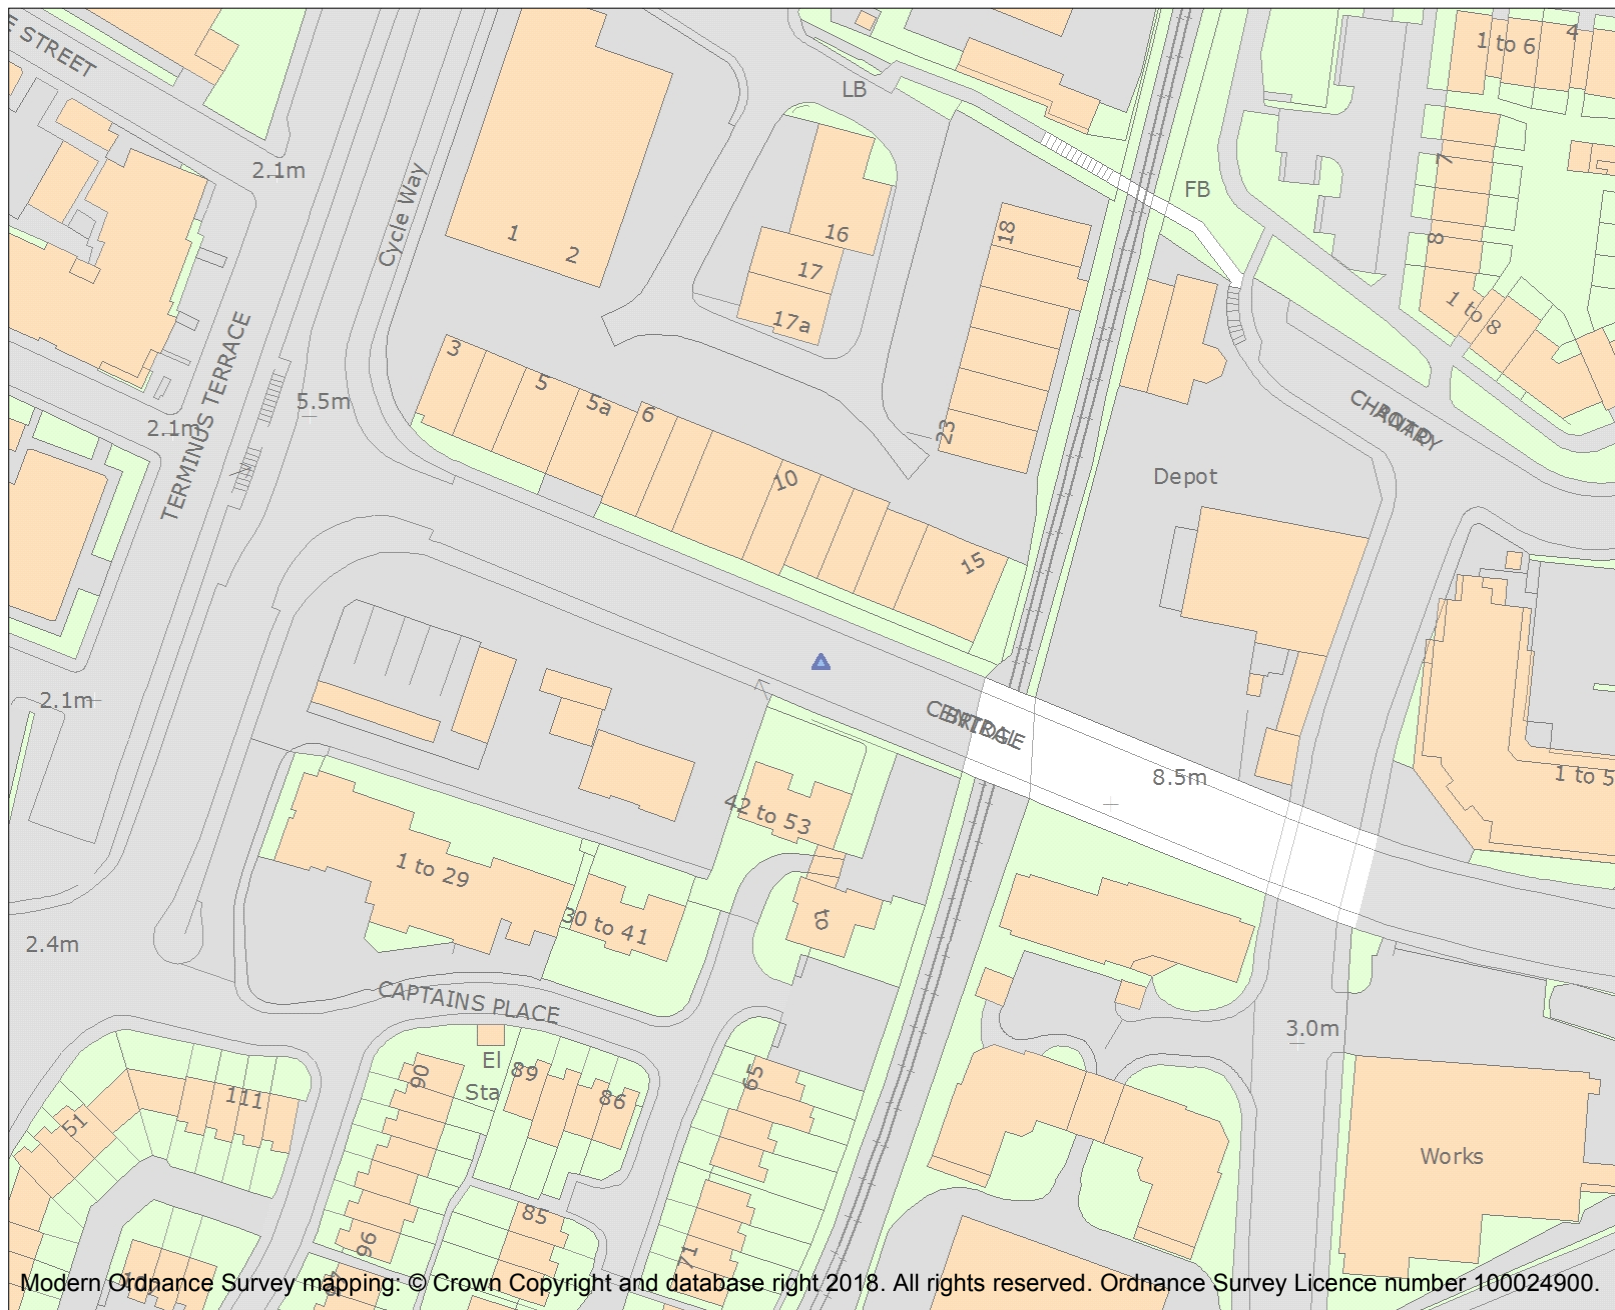 E STREET
1 to 6
4
LB
2.1m
7
FB
Cycle Way
1
2
16
18
8
17
17a
1 to 8
3
5
5a
6
5.5m
TERMINUS TERRACE
2.1m
23
CHANTRY
ROAD
10
Depot
15
2.1m
CENTRAL
BRIDGE
8.5m
1 to 5
42 to 53
1 to 29
30 to 41
to
2.4m
CAPTAINS PLACE
3.0m
El
Sta
90
89
86
65
111
51
Works
85
96
71
Modern Ordnance Survey mapping: © Crown Copyright and database right 2018. All rights reserved. Ordnance Survey Licence number 100024900.